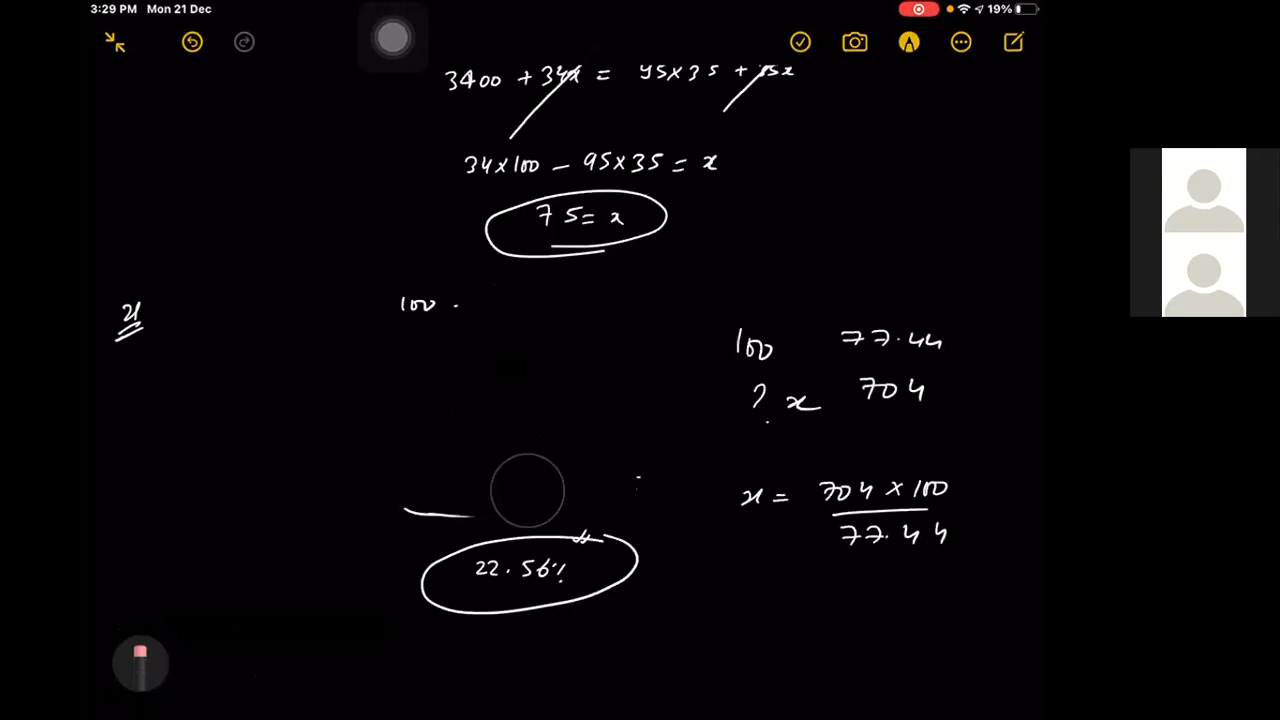 3:29 PM Mon 21 Dec
19%
3400 + 34x = 95x35 + 35x
34x100 - 95x35 = x
75 = x
21
100
100 77.44
? x 704
x = 704 x 100
77.44
22.56%